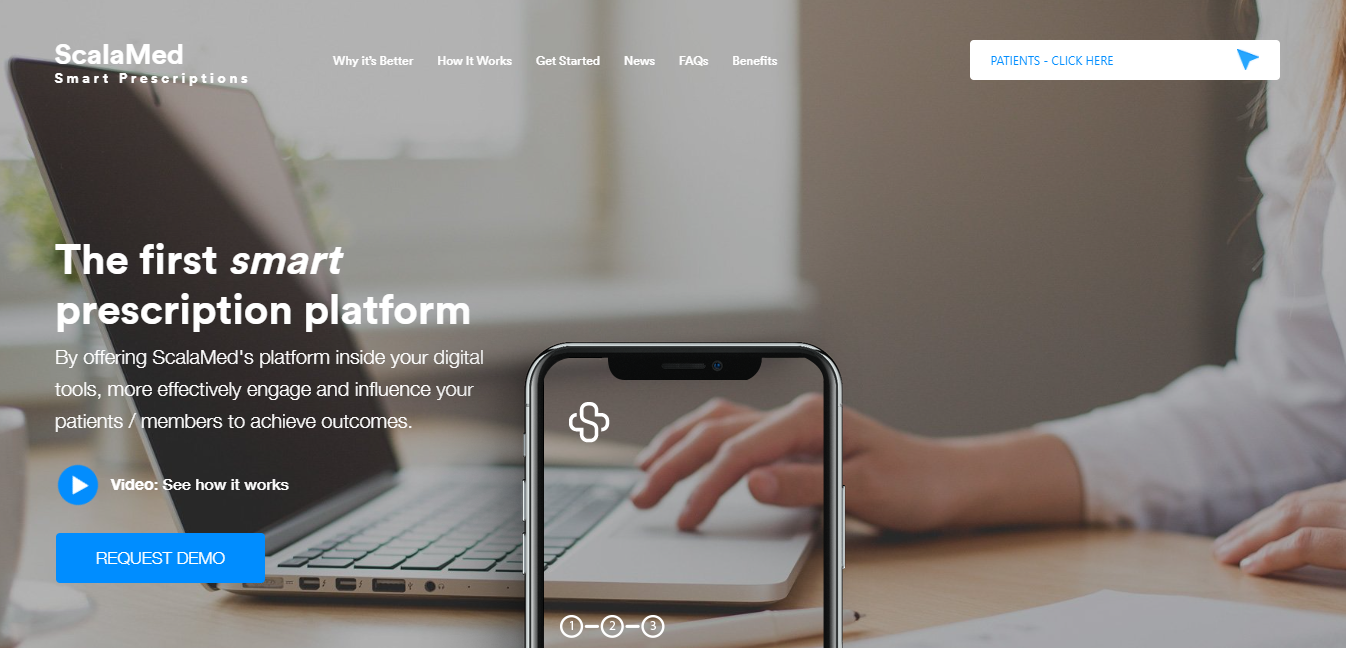 ScalaMed
Smart Prescriptions
Why it's Better
How It Works
Get Started
News
FAQs
Benefits
PATIENTS - CLICK HERE
The first smart
prescription platform
By offering ScalaMed's platform inside your digital
tools, more effectively engage and influence your
patients / members to achieve outcomes.
Video: See how it works
REQUEST DEMO
1
2
3